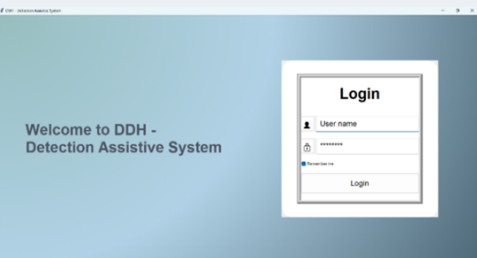 DDH - Detection Assistive System
Welcome to DDH -
Detection Assistive System
Login
User name
********
Remember me
Login